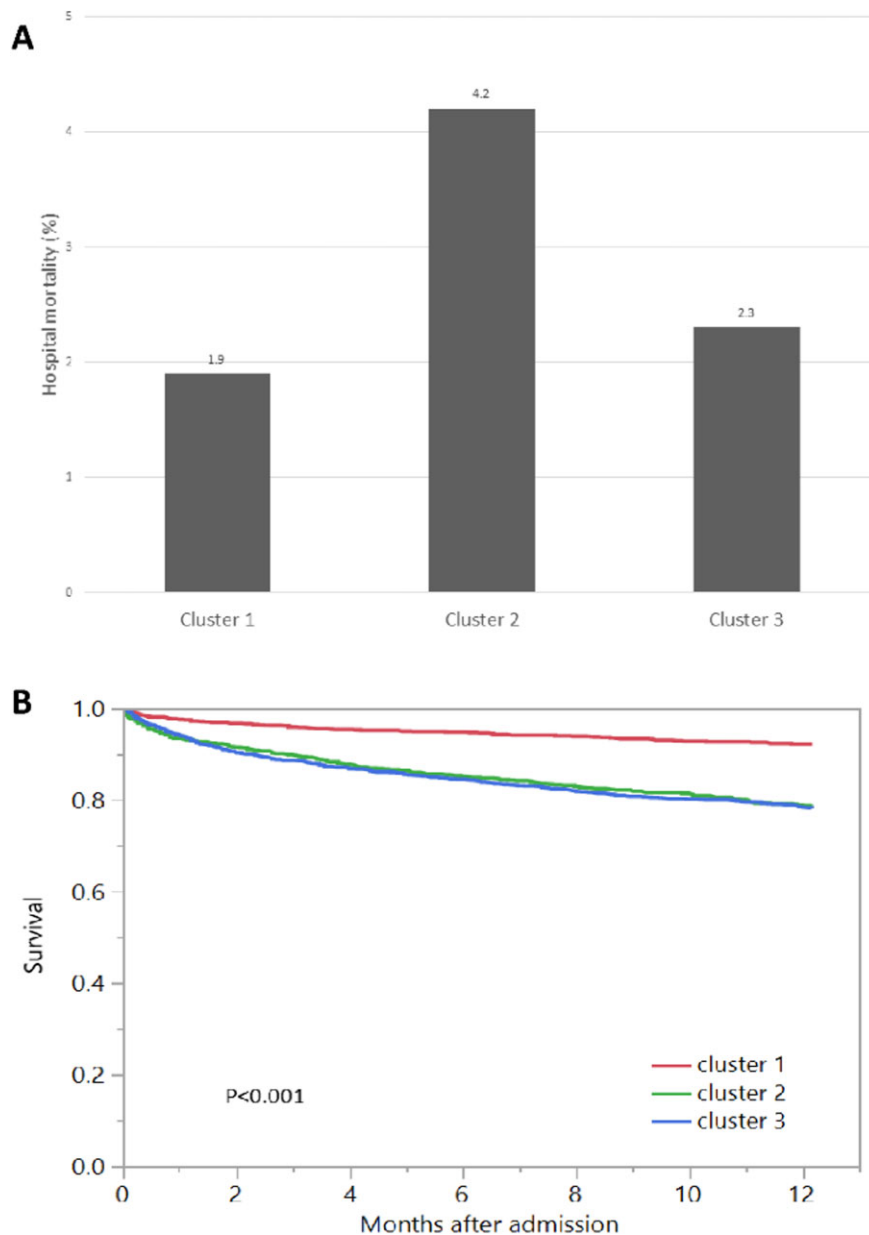 A
5
4.2
4
Hospital mortality (%)
3
2.3
1.9
2
1
0
Cluster 1 Cluster 2 Cluster 3
B
1.0
0.8
0.6
Survival
0.4
0.2
0.0
P<0.001
cluster 1
cluster 2
cluster 3
0 2 4 6 8 10 12
Months after admission